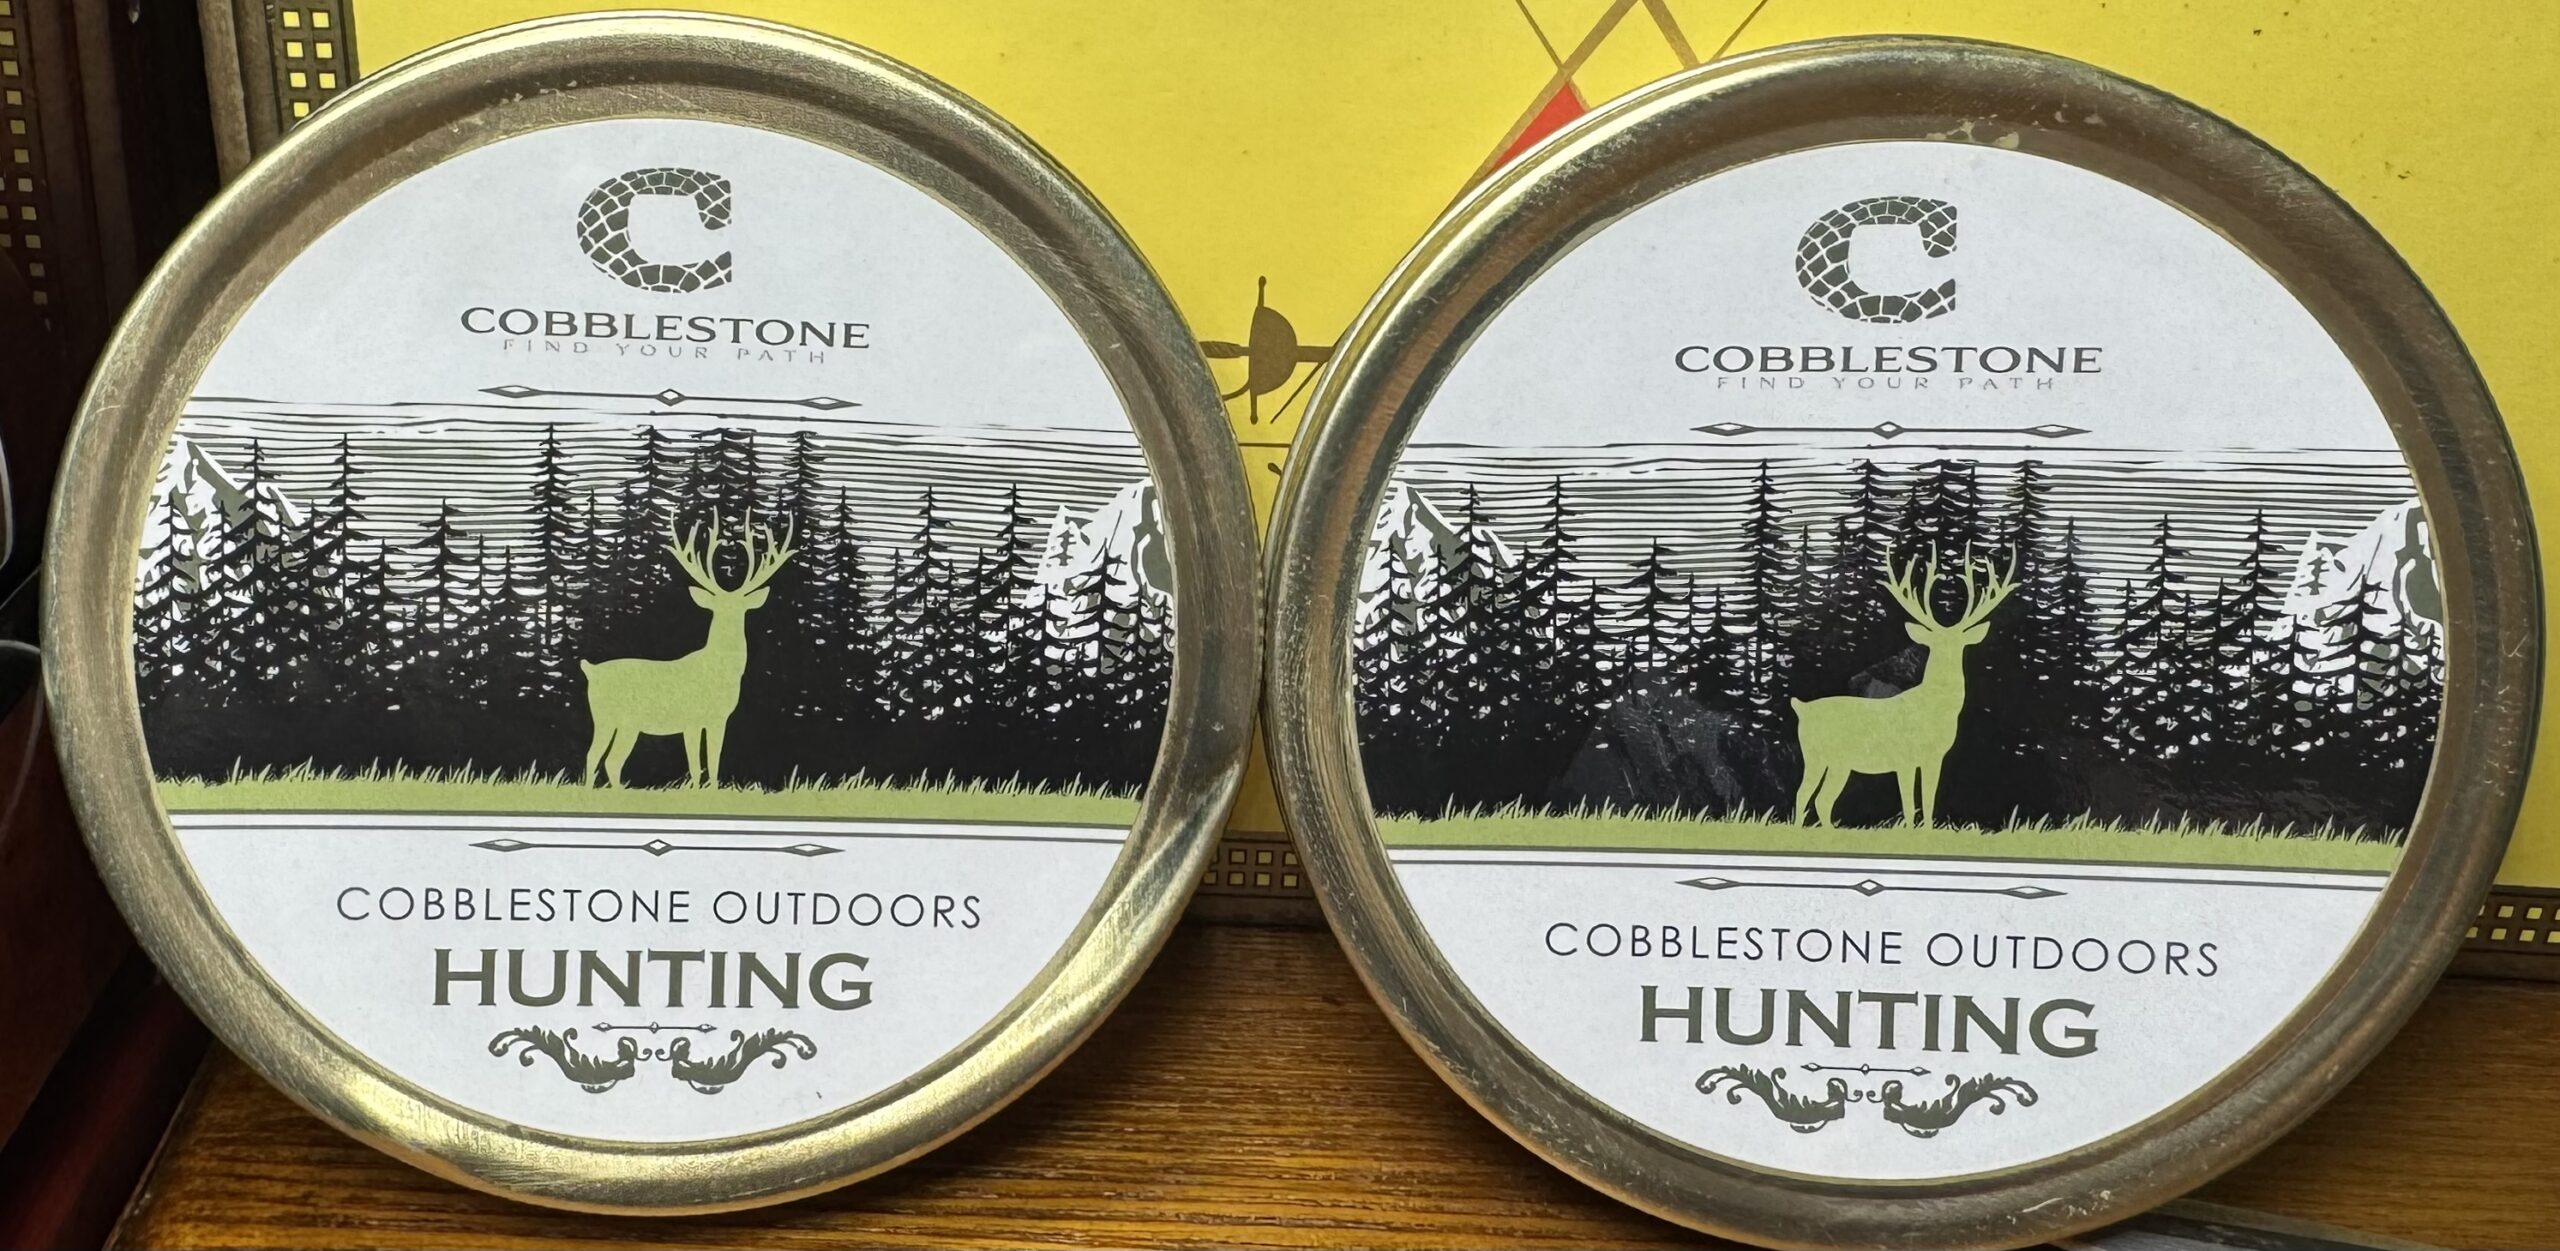 C
COBBLESTONE
FIND YOUR PATH
COBBLESTONE OUTDOORS
HUNTING
C
COBBLESTONE
FIND YOUR PATH
COBBLESTONE OUTDOORS
HUNTING